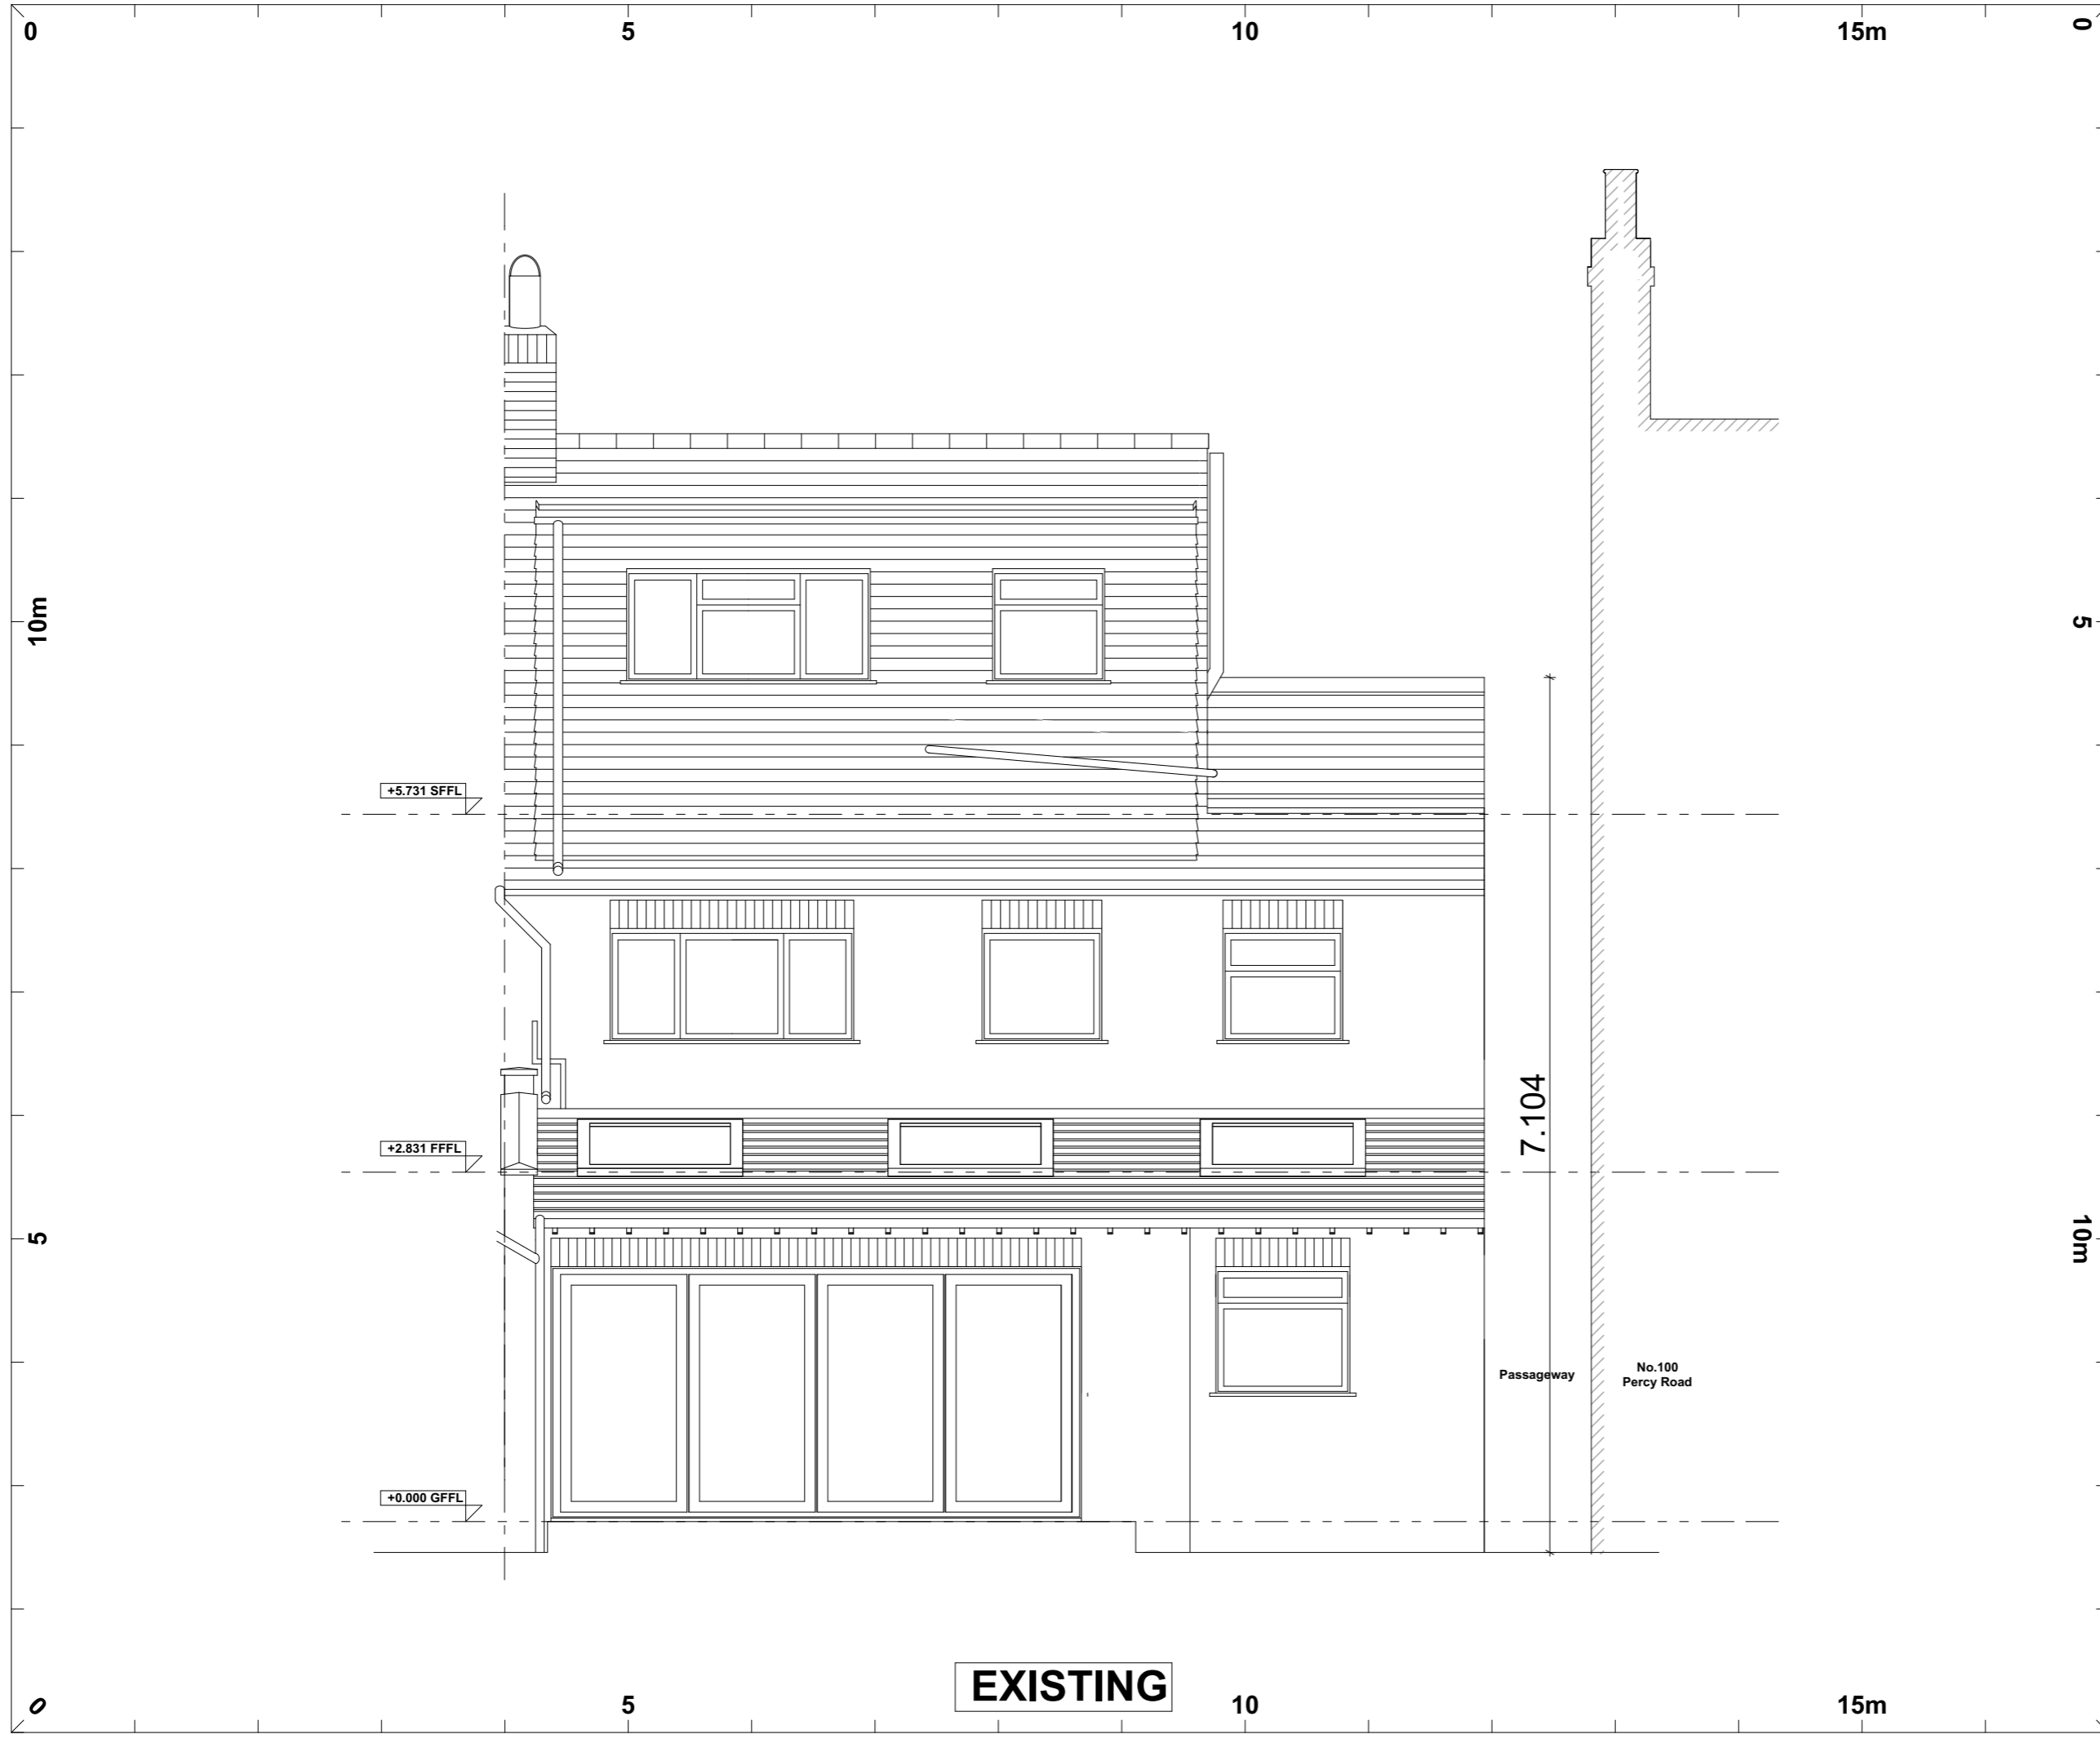 0
5
10
15m
0
10m
5
+5.731 SFFL
+2.831 FFFL
7.104
5
10m
Passageway
No.100
Percy Road
+0.000 GFFL
EXISTING
0
5
10
15m